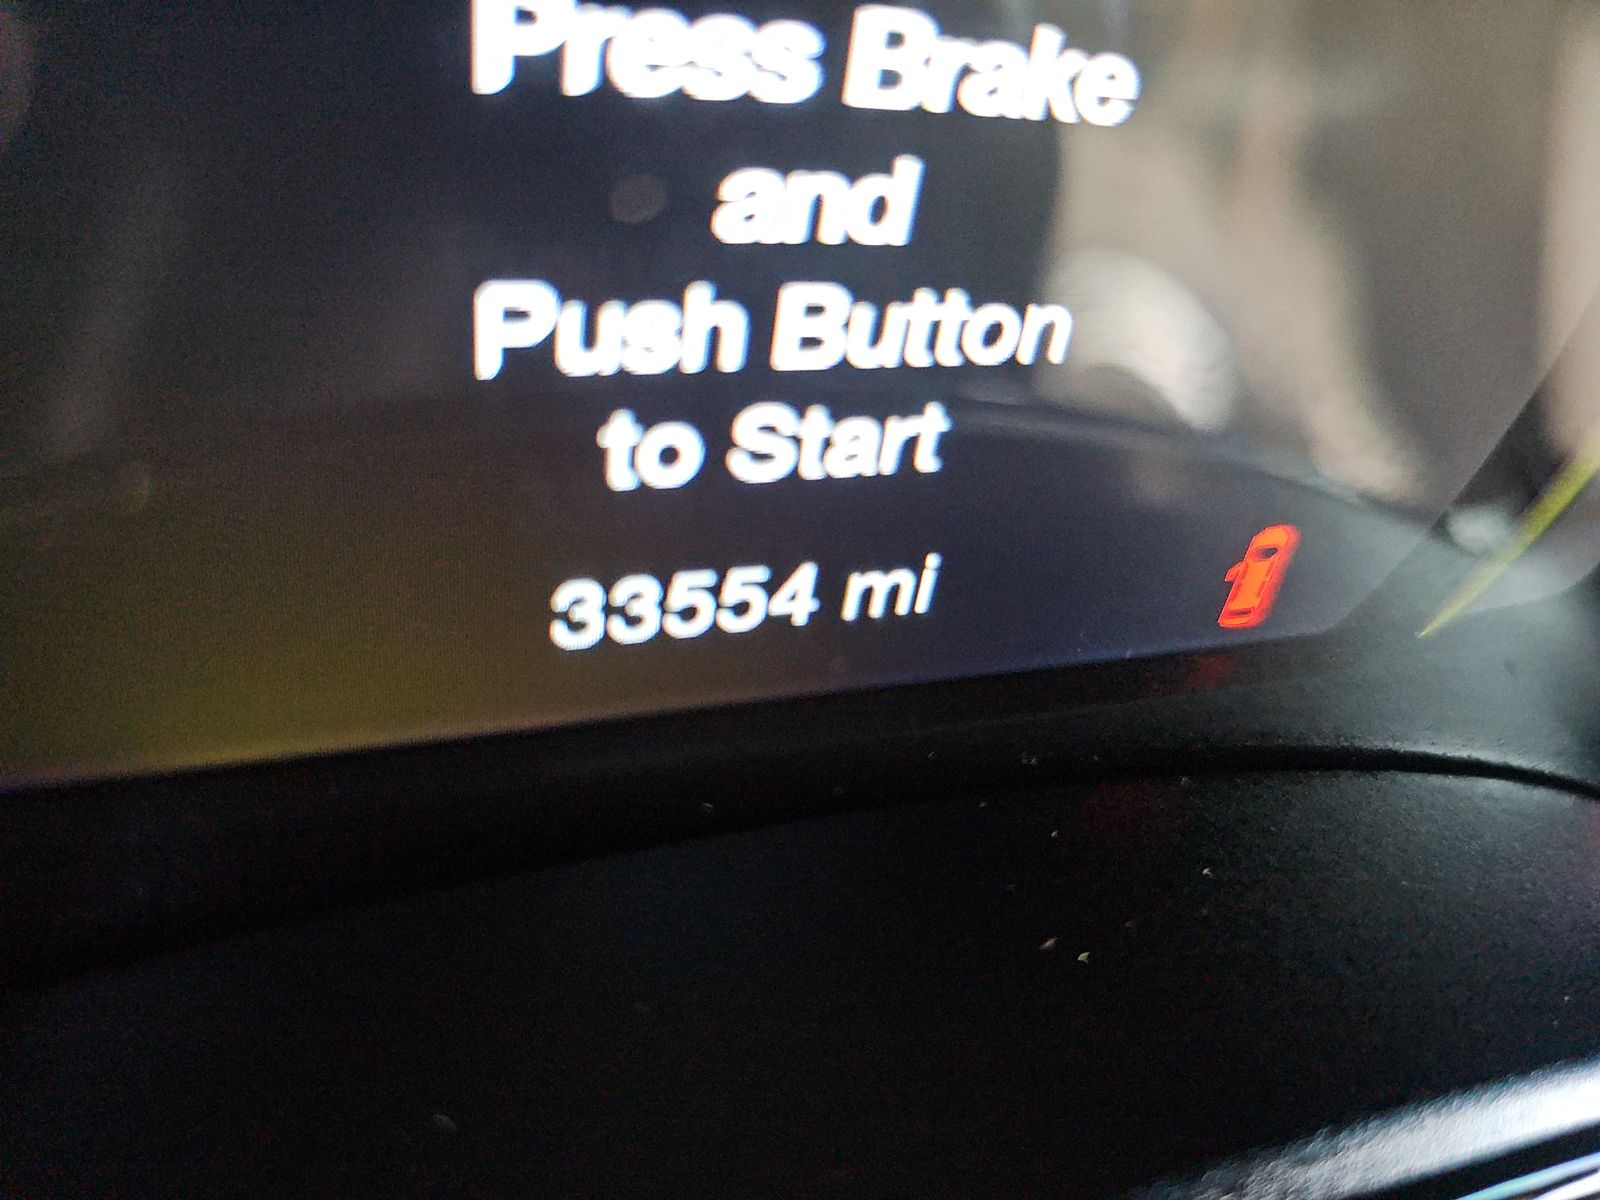 Press Brake
and
Push Button
to Start
33554 mi